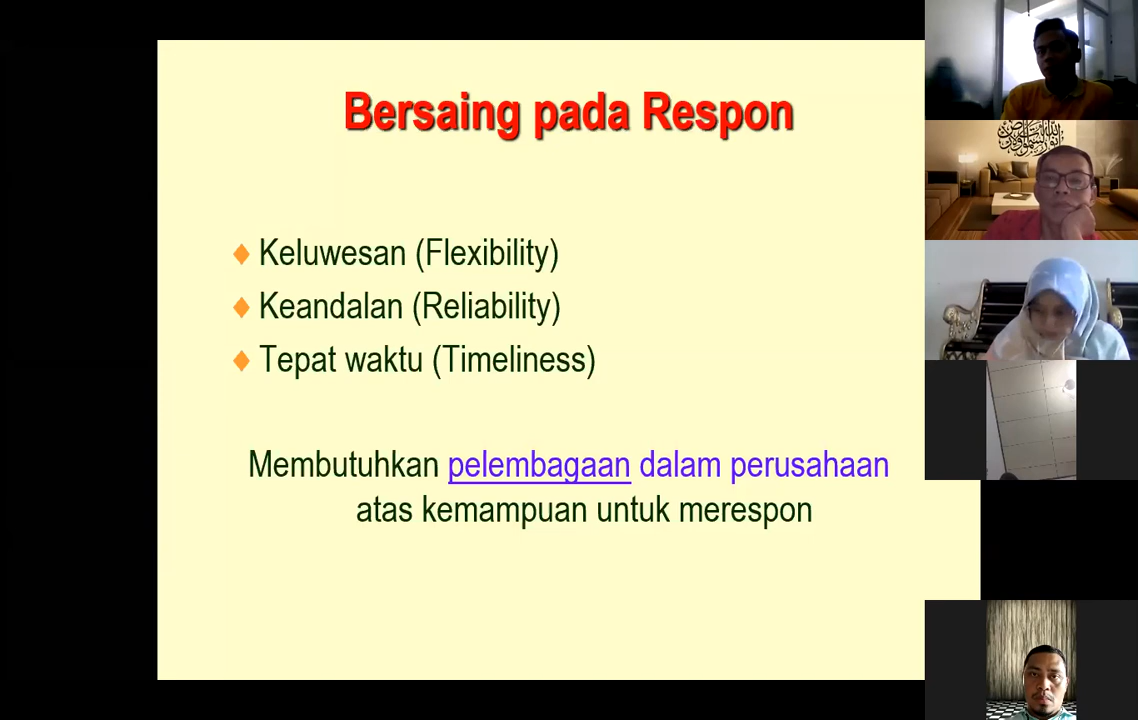 Bersaing pada Respon
Keluwesan (Flexibility)
Keandalan (Reliability)
Tepat waktu (Timeliness)
Membutuhkan pelembagaan dalam perusahaan
atas kemampuan untuk merespon